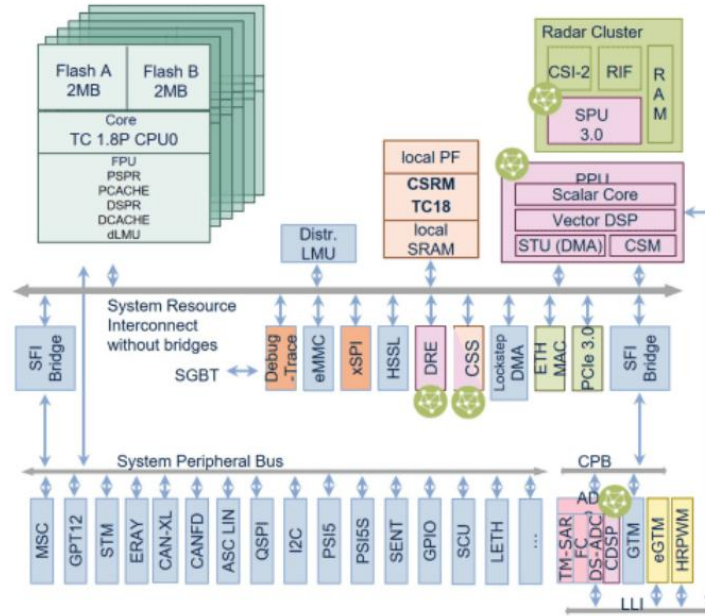 Flash A
2MB
Flash B
2MB
Core
TC 1.8P CPU0
FPU
PSPR
PCACHE
DSPR
DCACHE
dLMU
Distr.
LMU
local PF
CSRM
TC18
local
SRAM
Radar Cluster
CSI-2
RIF
RAM
SPU
3.0
PPU
Scalar Core
Vector DSP
STU (DMA)
CSM
System Resource
Interconnect
without bridges
SFI
Bridge
SGBT
Debug
-Trace
eMMC
xSPI
HSSL
DRE
CSS
Lockstep
DMA
ETH
MAC
PCIe 3.0
SFI
Bridge
System Peripheral Bus
CPB
MSC
GPT12
STM
ERAY
CAN-XL
CANFD
ASC LIN
QSPI
I2C
PSI5
PSI5S
SENT
GPIO
SCU
LETH
...
AD
TM-SAR
FC
DS-ADC
CDSP
GTM
eGTM
HRPWM
LLI